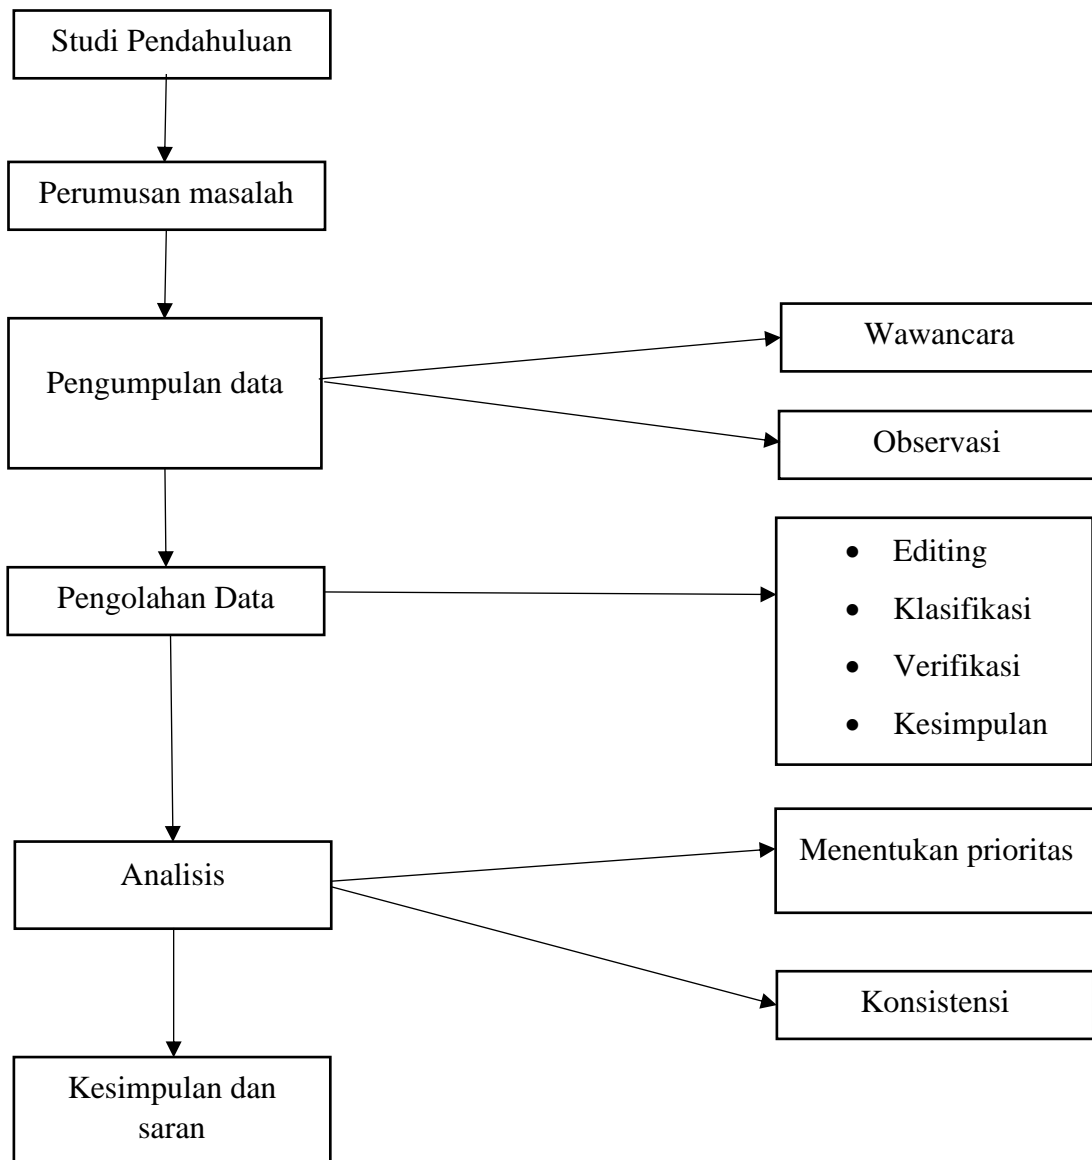 Studi Pendahuluan
Perumusan masalah
Pengumpulan data
Wawancara
Observasi
Pengolahan Data
• Editing
• Klasifikasi
• Verifikasi
• Kesimpulan
Analisis
Menentukan prioritas
Konsistensi
Kesimpulan dan
saran